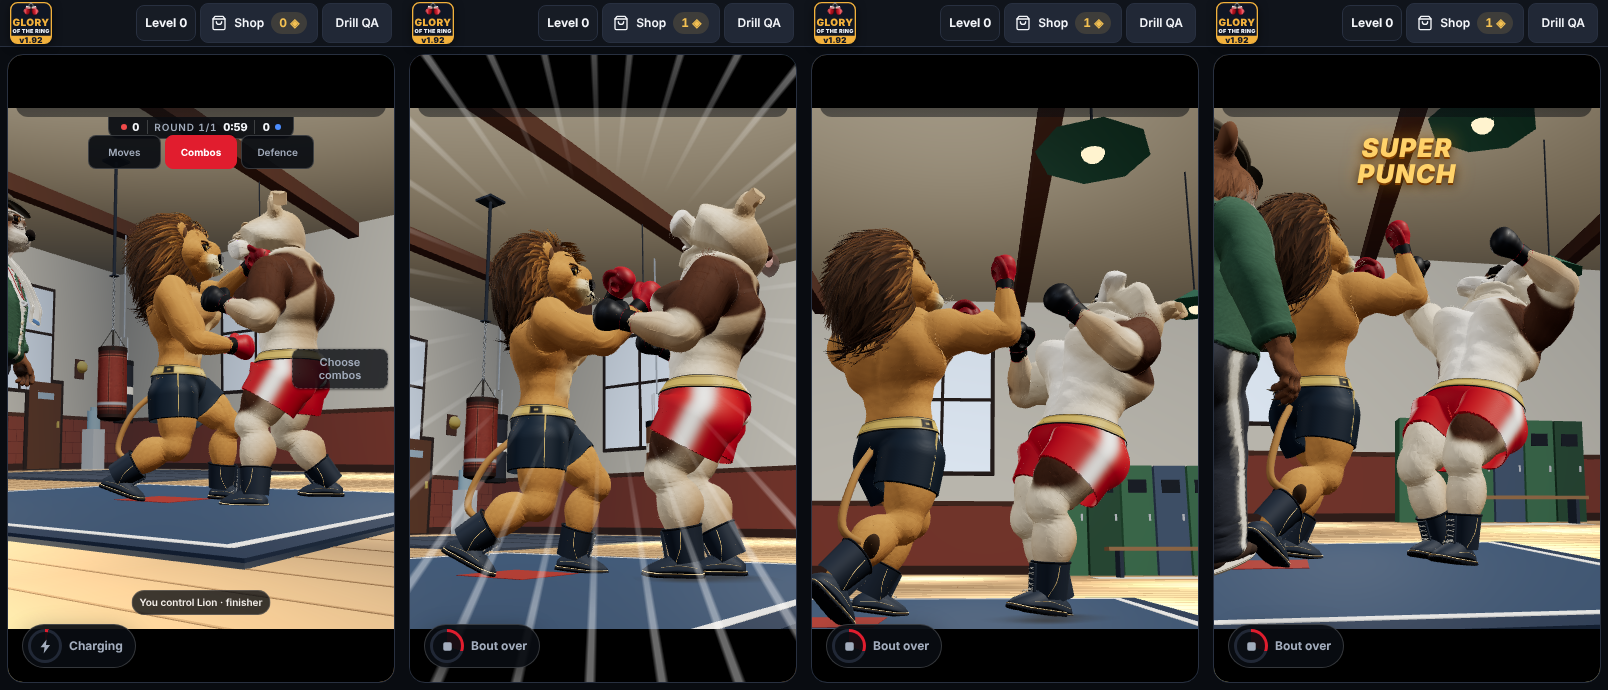 GLORY
OF THE RING
v1.92
Level 0
Shop
0
Drill QA
0
ROUND 1/1
0:59
0
Moves
Combos
Defence
Choose
combos
You control Lion · finisher
Charging
GLORY
OF THE RING
v1.92
Level 0
Shop
1
Drill QA
Bout over
GLORY
OF THE RING
v1.92
Level 0
Shop
1
Drill QA
Bout over
GLORY
OF THE RING
v1.92
Level 0
Shop
1
Drill QA
SUPER
PUNCH
Bout over